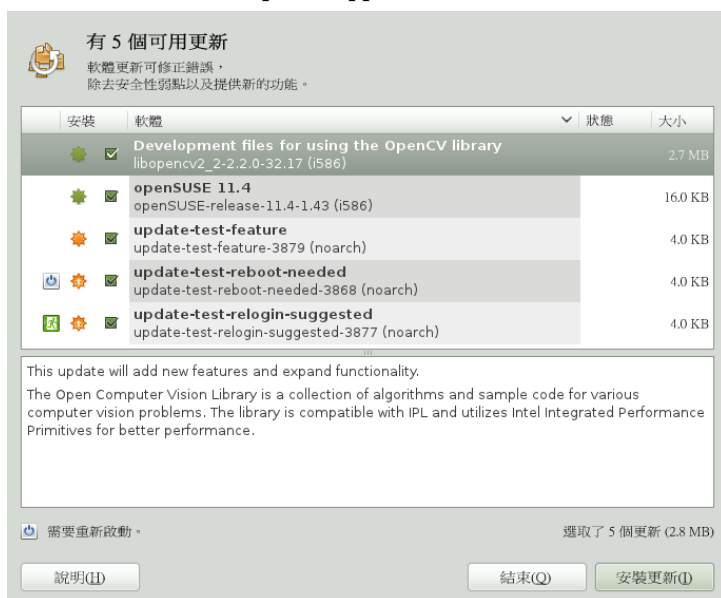 有 5 個可用更新
軟體更新可修正錯誤，
除去安全性弱點以及提供新的功能。
安裝 軟體 狀態 大小
Development files for using the OpenCV library
libopencv2_2-2.2.0-32.17 (i586)
2.7 MB
openSUSE 11.4
openSUSE-release-11.4-1.43 (i586)
16.0 KB
update-test-feature
update-test-feature-3879 (noarch)
4.0 KB
update-test-reboot-needed
update-test-reboot-needed-3868 (noarch)
4.0 KB
update-test-relogin-suggested
update-test-relogin-suggested-3877 (noarch)
4.0 KB
This update will add new features and expand functionality.
The Open Computer Vision Library is a collection of algorithms and sample code for various
computer vision problems. The library is compatible with IPL and utilizes Intel Integrated Performance
Primitives for better performance.
需要重新啟動。
選取了 5 個更新 (2.8 MB)
說明(H) 結束(Q) 安裝更新(I)